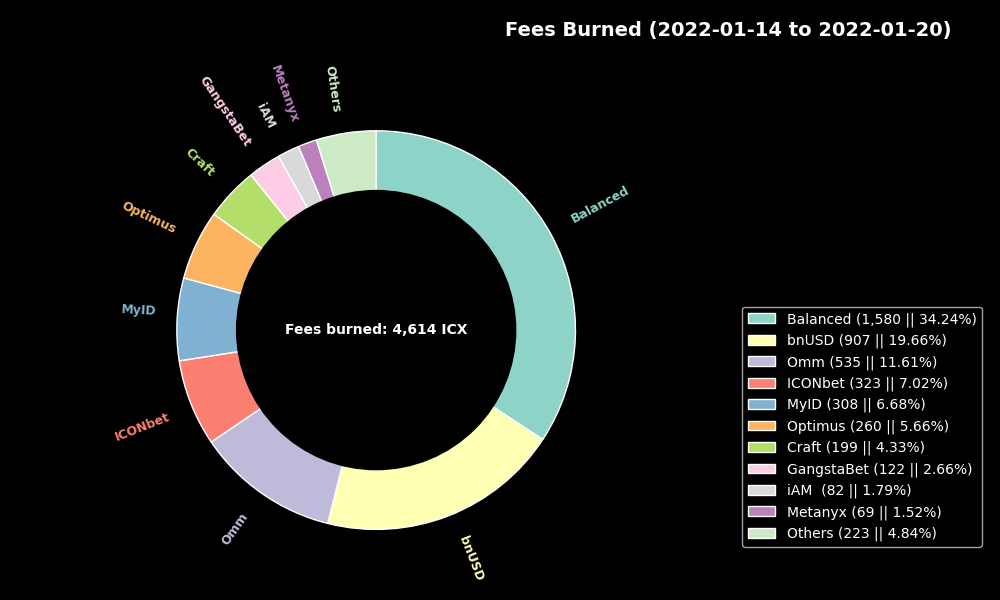 Fees Burned (2022-01-14 to 2022-01-20)
Others
Metanyx
iAM
GangstaBet
Craft
Optimus
MyID
ICONbet
Omm
bnUSD
Balanced
Fees burned: 4,614 ICX
Balanced (1,580 || 34.24%)
bnUSD (907 || 19.66%)
Omm (535 || 11.61%)
ICONbet (323 || 7.02%)
MyID (308 || 6.68%)
Optimus (260 || 5.66%)
Craft (199 || 4.33%)
GangstaBet (122 || 2.66%)
iAM  (82 || 1.79%)
Metanyx (69 || 1.52%)
Others (223 || 4.84%)